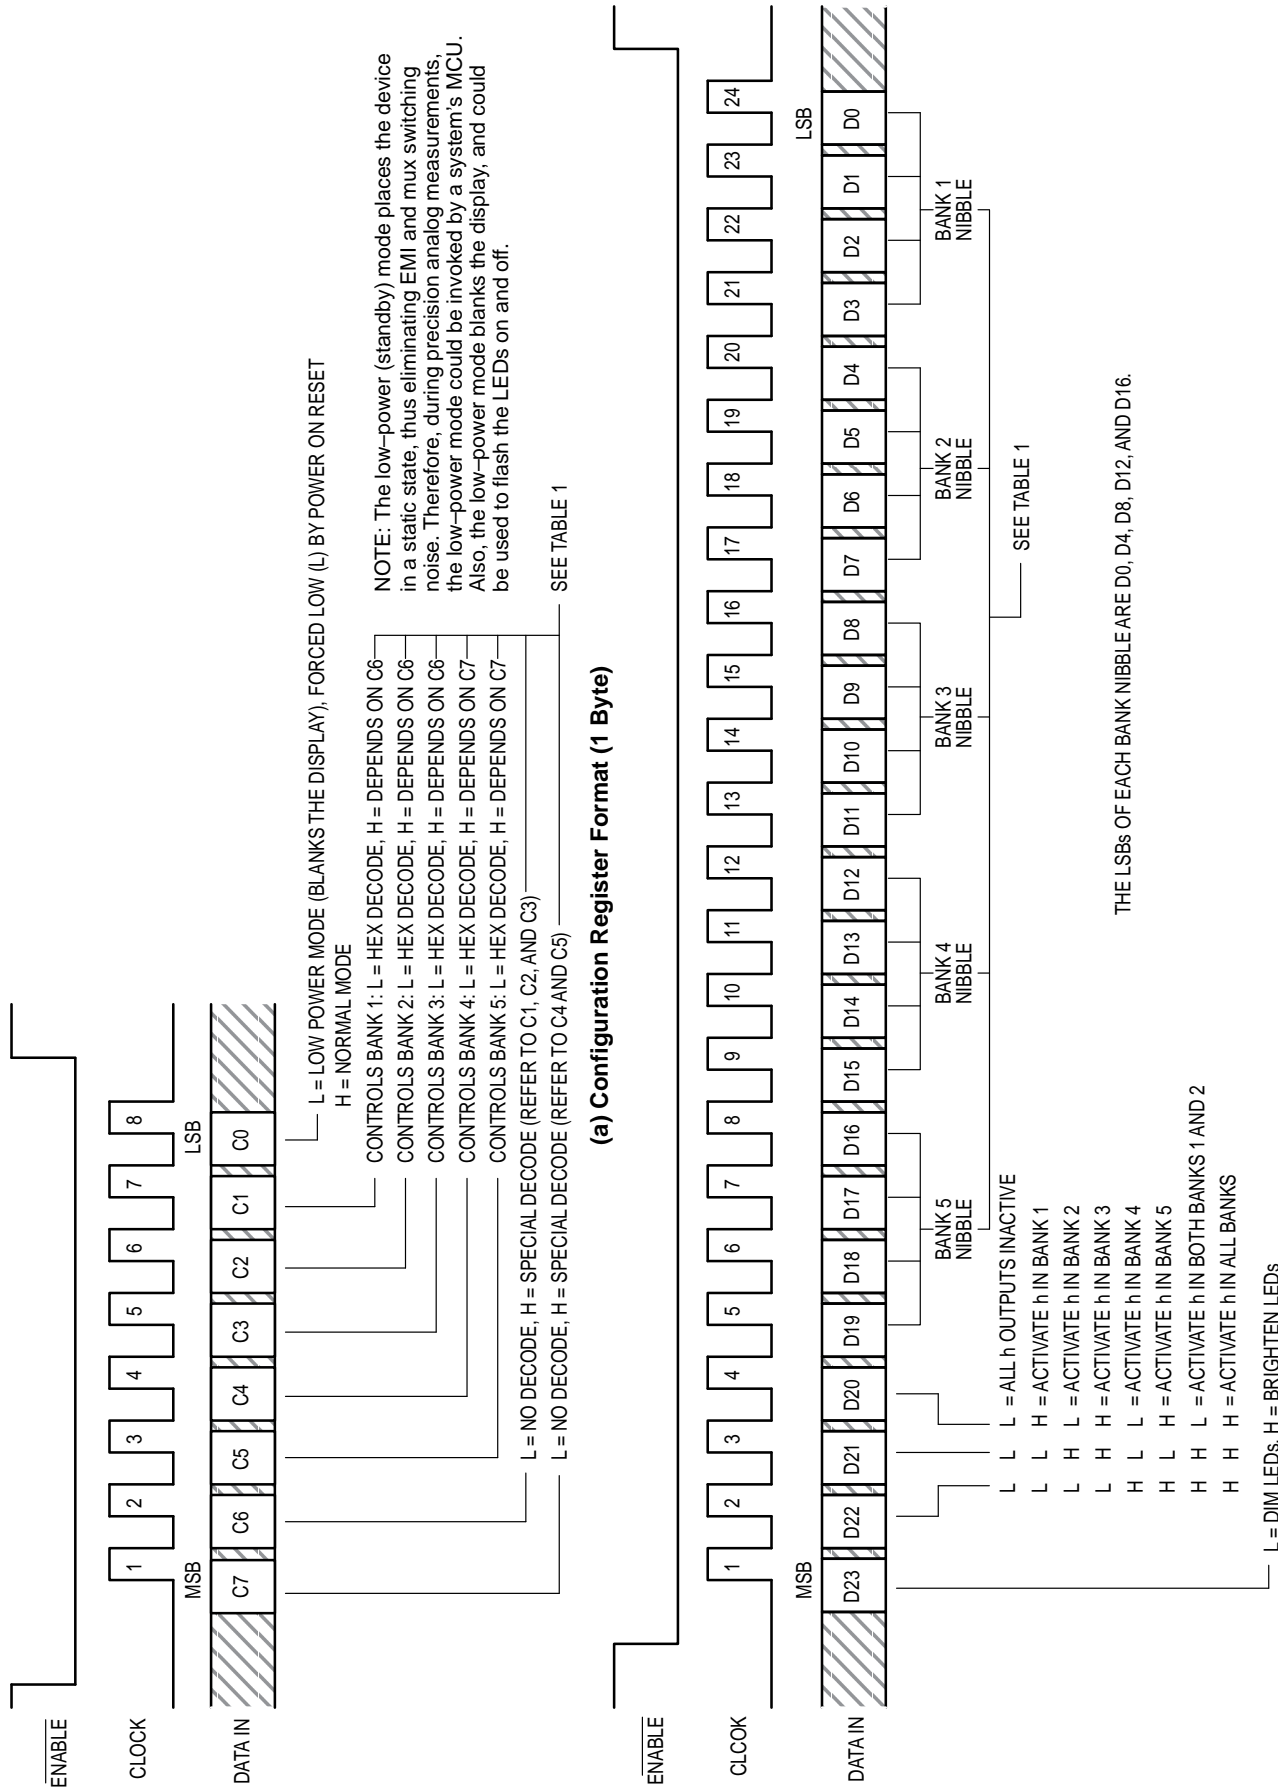 ENABLE
CLOCK
1 2 3 4 5 6 7 8
MSB LSB
DATA IN C7 C6 C5 C4 C3 C2 C1 C0
L = LOW POWER MODE (BLANKS THE DISPLAY), FORCED LOW (L) BY POWER ON RESET
H = NORMAL MODE
CONTROLS BANK 1: L = HEX DECODE, H = DEPENDS ON C6
CONTROLS BANK 2: L = HEX DECODE, H = DEPENDS ON C6
CONTROLS BANK 3: L = HEX DECODE, H = DEPENDS ON C6
CONTROLS BANK 4: L = HEX DECODE, H = DEPENDS ON C7
CONTROLS BANK 5: L = HEX DECODE, H = DEPENDS ON C7
L = NO DECODE, H = SPECIAL DECODE (REFER TO C1, C2, AND C3)
L = NO DECODE, H = SPECIAL DECODE (REFER TO C4 AND C5)
SEE TABLE 1
NOTE: The low–power (standby) mode places the device
in a static state, thus eliminating EMI and mux switching
noise. Therefore, during precision analog measurements,
the low–power mode could be invoked by a system's MCU.
Also, the low–power mode blanks the display, and could
be used to flash the LEDs on and off.
(a) Configuration Register Format (1 Byte)
ENABLE
CLCOK
1 2 3 4 5 6 7 8 9 10 11 12 13 14 15 16 17 18 19 20 21 22 23 24
MSB LSB
DATA IN D23 D22 D21 D20 D19 D18 D17 D16 D15 D14 D13 D12 D11 D10 D9 D8 D7 D6 D5 D4 D3 D2 D1 D0
BANK 5 BANK 4 BANK 3 BANK 2 BANK 1
NIBBLE NIBBLE NIBBLE NIBBLE NIBBLE
SEE TABLE 1
L L L = ALL h OUTPUTS INACTIVE
L L H = ACTIVATE h IN BANK 1
L H L = ACTIVATE h IN BANK 2
L H H = ACTIVATE h IN BANK 3
H L L = ACTIVATE h IN BANK 4
H L H = ACTIVATE h IN BANK 5
H H L = ACTIVATE h IN BOTH BANKS 1 AND 2
H H H = ACTIVATE h IN ALL BANKS
THE LSBs OF EACH BANK NIBBLE ARE D0, D4, D8, D12, AND D16.
L = DIM LEDs, H = BRIGHTEN LEDs